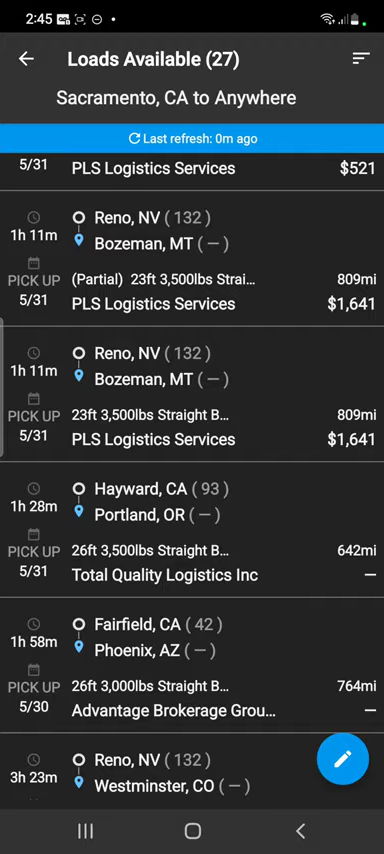 2:45
Loads Available (27)
Sacramento, CA to Anywhere
Last refresh: 0m ago
5/31 PLS Logistics Services $521
Reno, NV ( 132 )
1h 11m Bozeman, MT ( — )
PICK UP (Partial) 23ft 3,500lbs Strai... 809mi
5/31 PLS Logistics Services $1,641
Reno, NV ( 132 )
1h 11m Bozeman, MT ( — )
PICK UP 23ft 3,500lbs Straight B... 809mi
5/31 PLS Logistics Services $1,641
Hayward, CA ( 93 )
1h 28m Portland, OR ( — )
PICK UP 26ft 3,500lbs Straight B... 642mi
5/31 Total Quality Logistics Inc —
Fairfield, CA ( 42 )
1h 58m Phoenix, AZ ( — )
PICK UP 26ft 3,000lbs Straight B... 764mi
5/30 Advantage Brokerage Grou... —
Reno, NV ( 132 )
3h 23m Westminster, CO ( — )